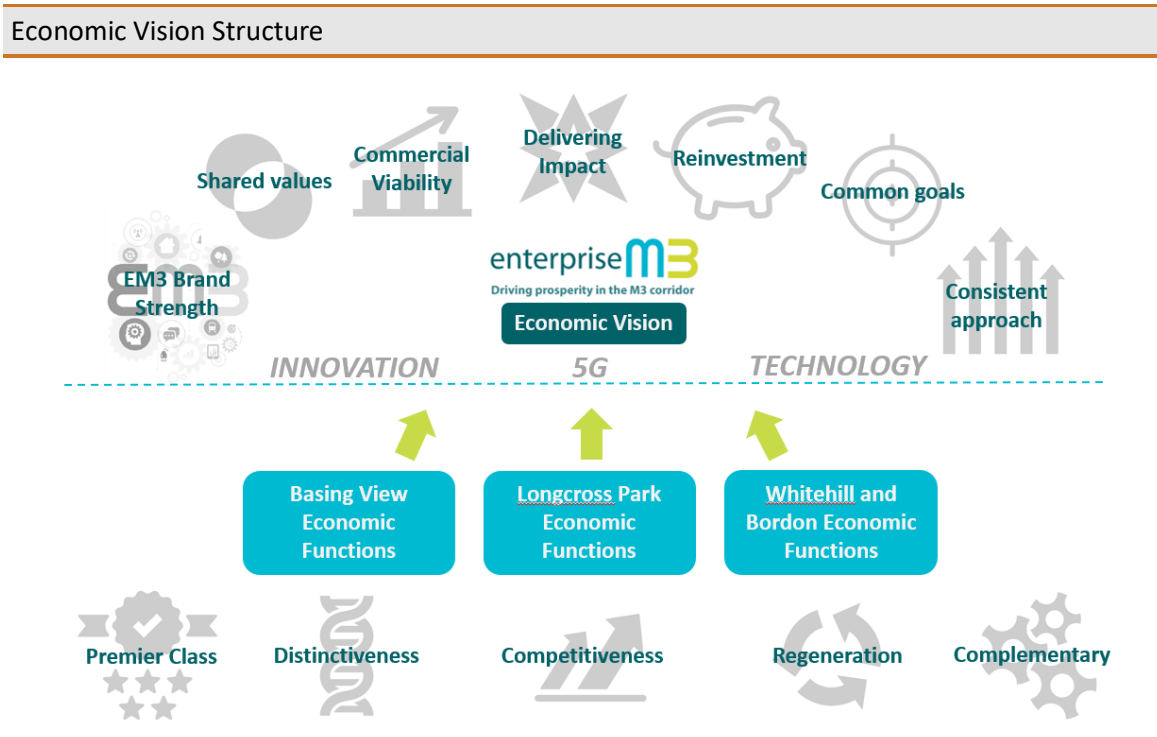 Economic Vision Structure
Delivering
Impact
Commercial
Viability
Reinvestment
Shared values
Common goals
enterprise M3
Driving prosperity in the M3 corridor
EM3 Brand
Strength
Consistent
approach
Economic Vision
INNOVATION
5G
TECHNOLOGY
Basing View
Economic
Functions
Longcross Park
Economic
Functions
Whitehill and
Bordon Economic
Functions
Premier Class
Distinctiveness
Competitiveness
Regeneration
Complementary